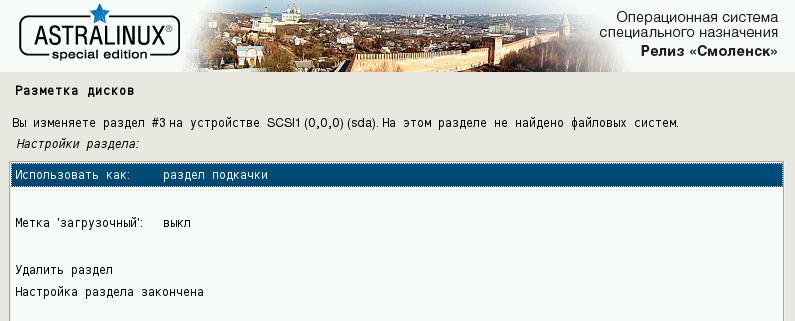 ASTRALINUX®
special edition
Операционная система
специального назначения
Релиз «Смоленск»
Разметка дисков
Вы изменяете раздел #3 на устройстве SCSI1 (0,0,0) (sda). На этом разделе не найдено файловых систем.
Настройки раздела:
Использовать как: раздел подкачки
Метка 'загрузочный': выкл
Удалить раздел
Настройка раздела закончена